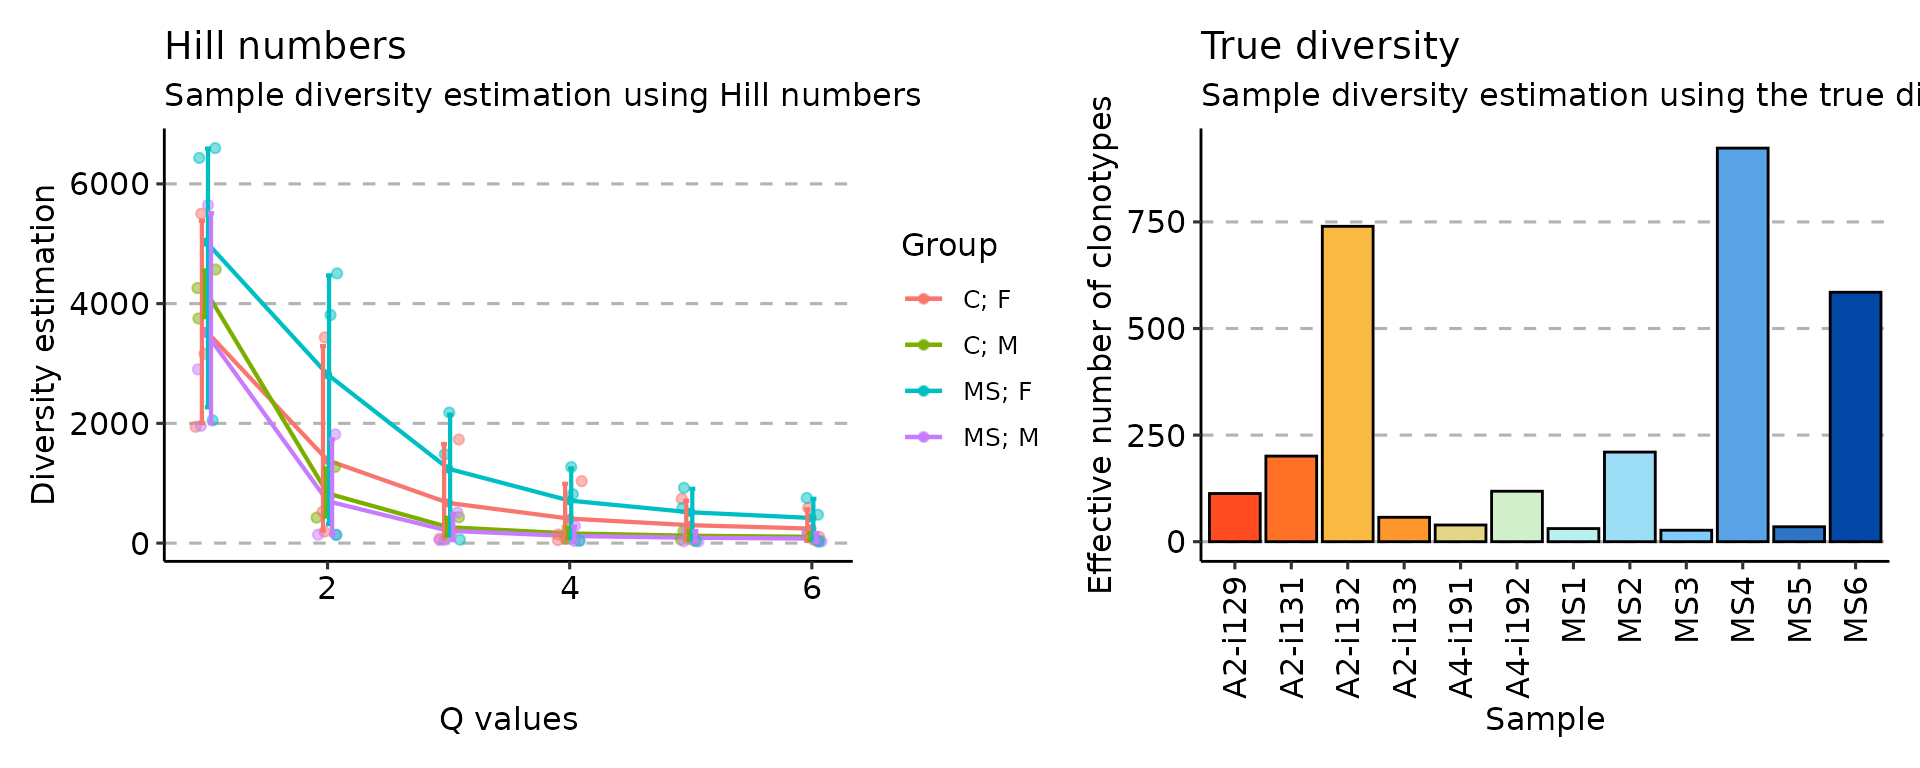 Hill numbers
Sample diversity estimation using Hill numbers
Diversity estimation
6000
4000
2000
0
2
4
6
Q values
Group
C; F
C; M
MS; F
MS; M
True diversity
Sample diversity estimation using the true di
Effective number of clonotypes
750
500
250
0
A2-i129
A2-i131
A2-i132
A2-i133
A4-i191
A4-i192
MS1
MS2
MS3
MS4
MS5
MS6
Sample